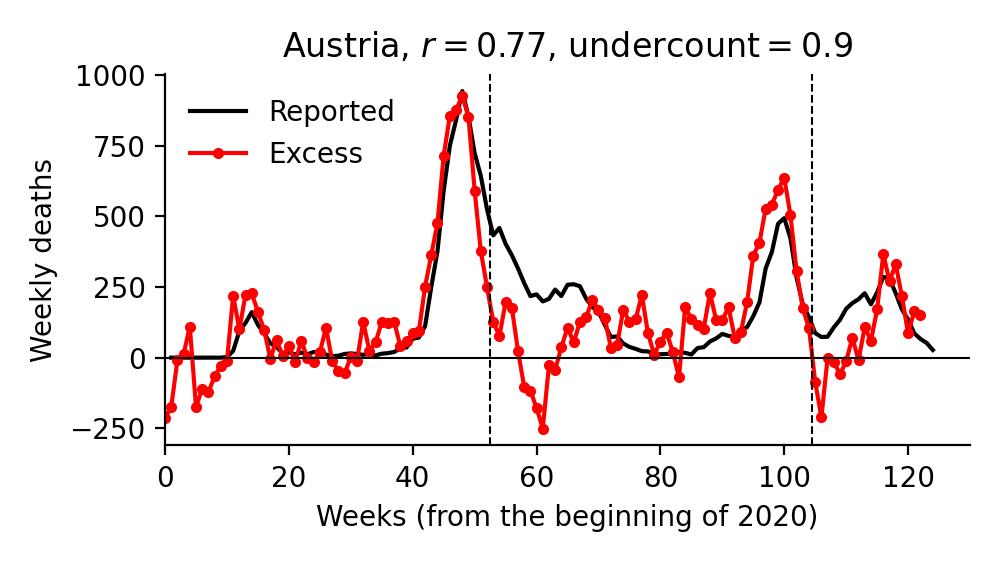 Austria, r = 0.77, undercount = 0.9
1000
750
500
250
0
−250
Weekly deaths
Reported
Excess
0 20 40 60 80 100 120
Weeks (from the beginning of 2020)